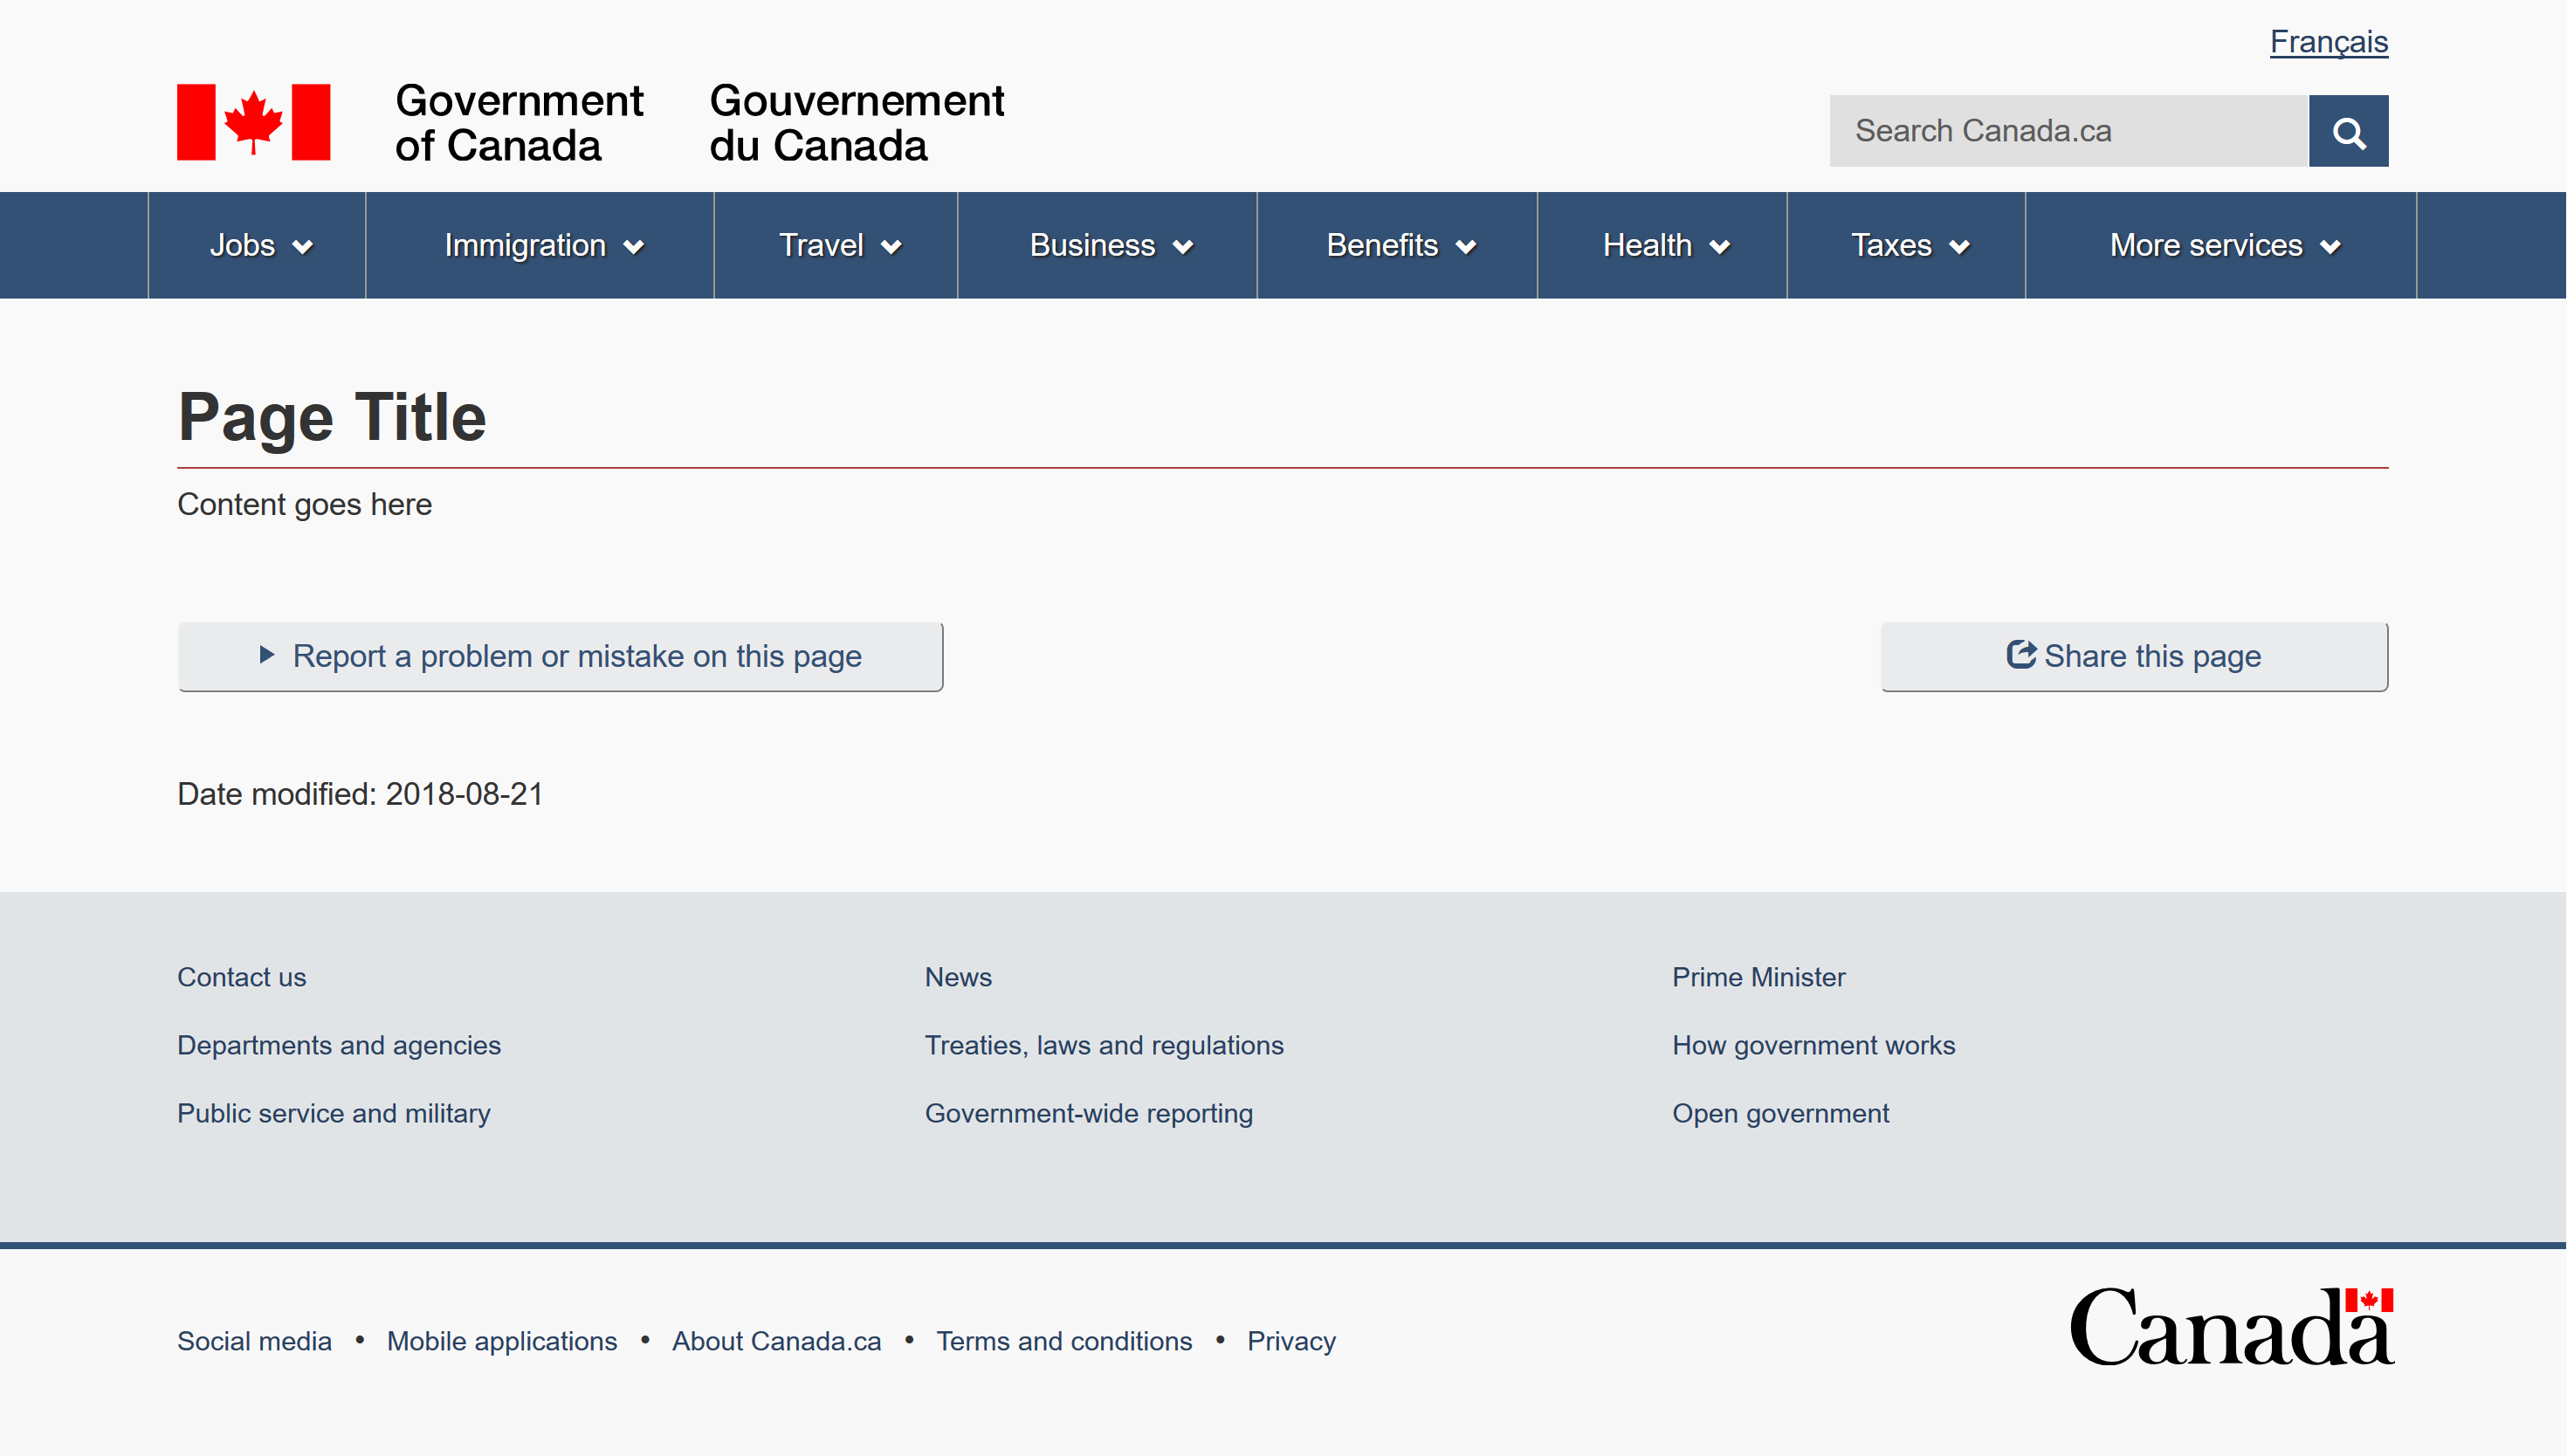 Français
Government of Canada
Gouvernement du Canada
Search Canada.ca
Jobs Immigration Travel Business Benefits Health Taxes More services
Page Title
Content goes here
Report a problem or mistake on this page
Share this page
Date modified: 2018-08-21
Contact us News Prime Minister
Departments and agencies Treaties, laws and regulations How government works
Public service and military Government-wide reporting Open government
Social media • Mobile applications • About Canada.ca • Terms and conditions • Privacy
Canada